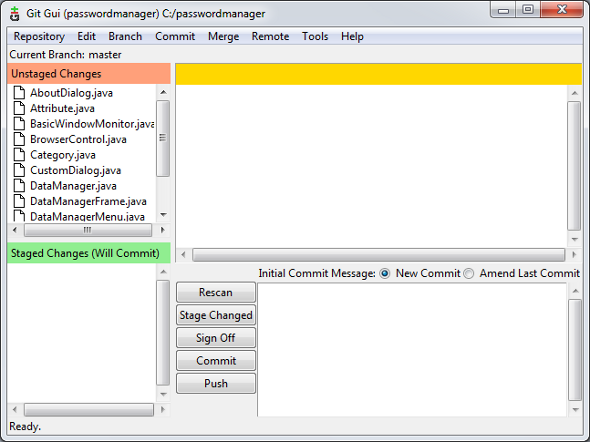 Git Gui (passwordmanager) C:/passwordmanager
Repository Edit Branch Commit Merge Remote Tools Help
Current Branch: master
Unstaged Changes
AboutDialog.java
Attribute.java
BasicWindowMonitor.java
BrowserControl.java
Category.java
CustomDialog.java
DataManager.java
DataManagerFrame.java
DataManagerMenu.java
Staged Changes (Will Commit)
Initial Commit Message: New Commit Amend Last Commit
Rescan
Stage Changed
Sign Off
Commit
Push
Ready.